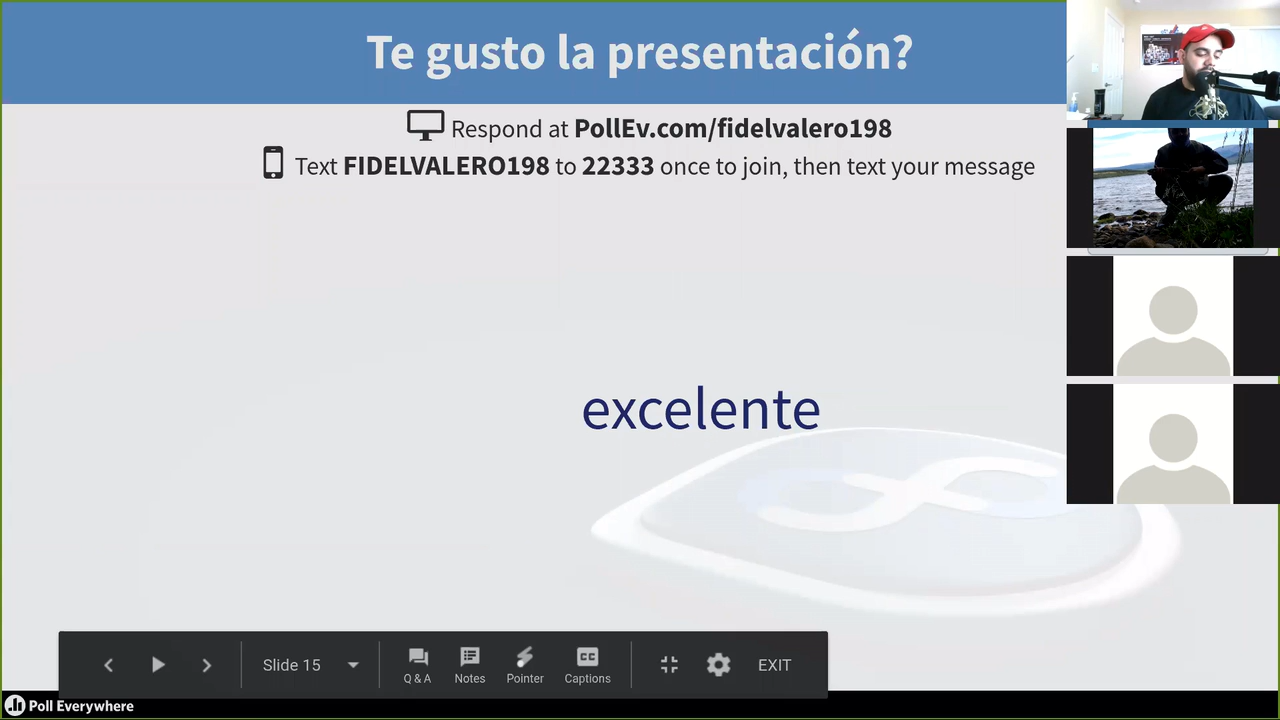 Te gusto la presentación?
Respond at PollEv.com/fidelvalero198
Text FIDELVALERO198 to 22333 once to join, then text your message
excelente
Slide 15
Q & A
Notes
Pointer
CC
Captions
EXIT
Poll Everywhere